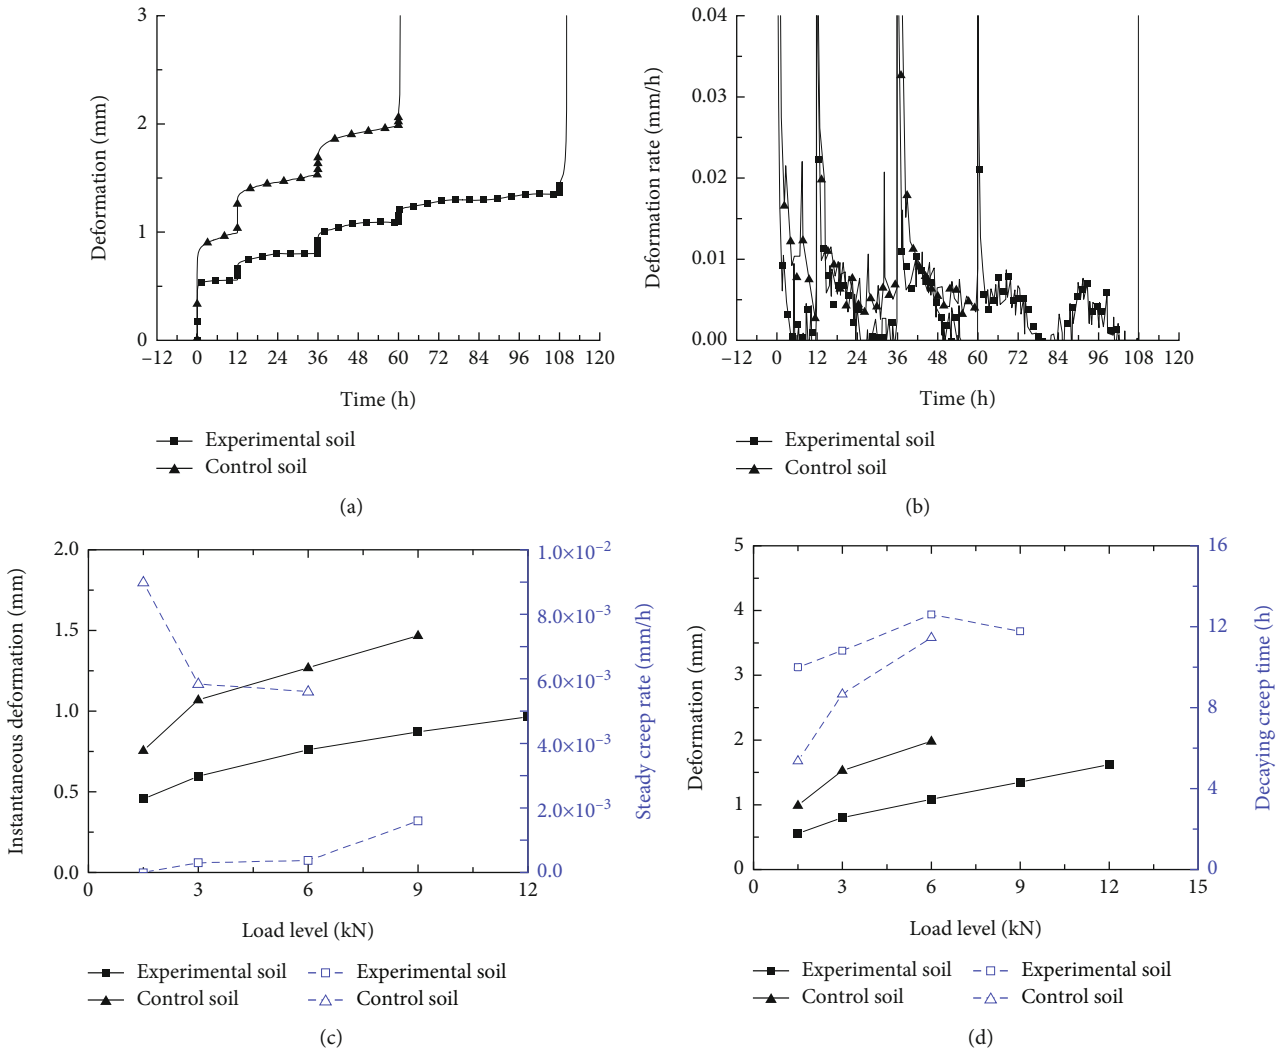 3
2
1
0
Deformation (mm)
−12 0 12 24 36 48 60 72 84 96 108 120
Time (h)
Experimental soil
Control soil
(a)
0.04
0.03
0.02
0.01
0.00
Deformation rate (mm/h)
−12 0 12 24 36 48 60 72 84 96 108 120
Time (h)
Experimental soil
Control soil
(b)
2.0
1.5
1.0
0.5
0.0
Instantaneous deformation (mm)
1.0×10⁻²
8.0×10⁻³
6.0×10⁻³
4.0×10⁻³
2.0×10⁻³
0.0
Steady creep rate (mm/h)
0 3 6 9 12
Load level (kN)
Experimental soil Experimental soil
Control soil Control soil
(c)
5
4
3
2
1
0
Deformation (mm)
16
12
8
4
0
Decaying creep time (h)
0 3 6 9 12 15
Load level (kN)
Experimental soil Experimental soil
Control soil Control soil
(d)